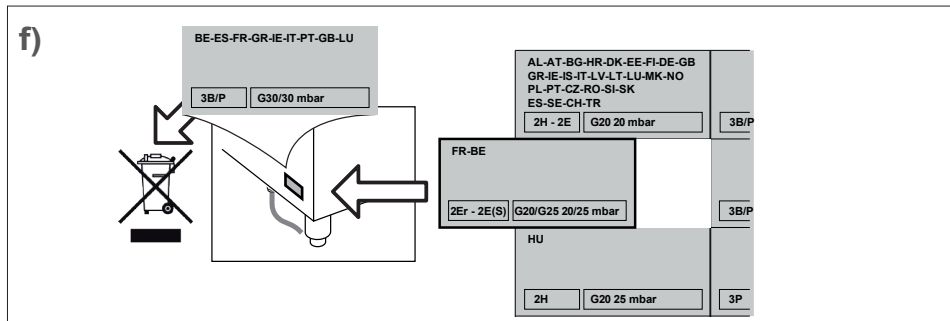 f)
BE-ES-FR-GR-IE-IT-PT-GB-LU
3B/P G30/30 mbar
AL-AT-BG-HR-DK-EE-FI-DE-GB
GR-IE-IS-IT-LV-LT-LU-MK-NO
PL-PT-CZ-RO-SI-SK
ES-SE-CH-TR
2H - 2E G20 20 mbar 3B/P
FR-BE
2Er - 2E(S) G20/G25 20/25 mbar 3B/P
HU
2H G20 25 mbar 3P